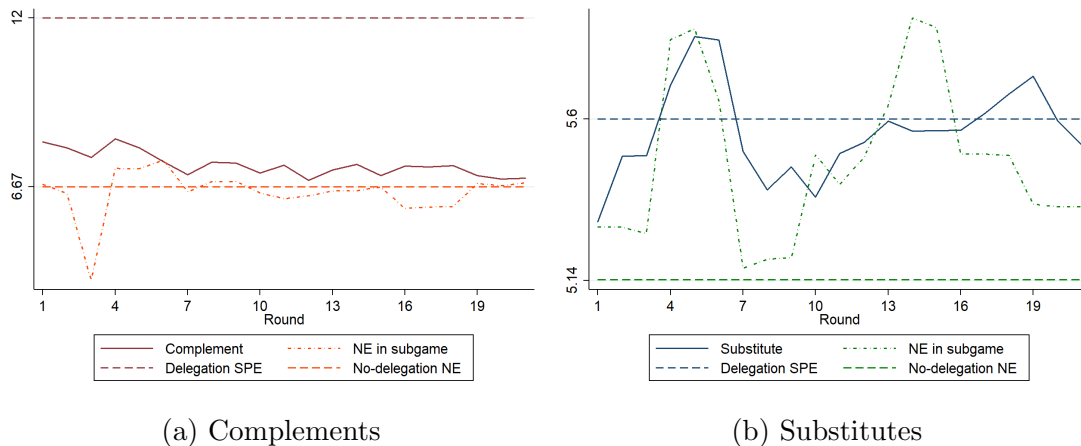 12
6.67
1 4 7 10 13 16 19
Round
Complement NE in subgame
Delegation SPE No-delegation NE
(a) Complements
5.6
5.14
1 4 7 10 13 16 19
Round
Substitute NE in subgame
Delegation SPE No-delegation NE
(b) Substitutes